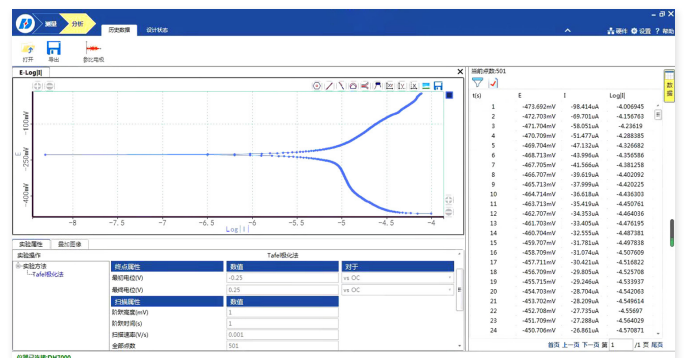 测量 分析 历史数据 设计状态
硬件 设置 ? 帮助
打开 导出 参比电极
E-Log|I|
-100mV
-250mV
-400mV
E
-8 -7.5 -7 -6.5 -6 -5.5 -5 -4.5 -4
Log|I|
实验属性 叠加图像
实验操作 Tafel极化法
实验方法
Tafel极化法
终点属性 数值 对于
最初电位(V) -0.25 vs OC
最终电位(V) 0.25 vs OC
扫描属性 数值
阶跃高度(mV) 1
阶跃时间(s) 1
扫描速率(V/s) 0.001
全部点数 501
仪器已连接:DH7000
当前点数:501
数据
t(s) E I Log|I|
1 -473.692mV -98.414uA -4.006945
2 -472.703mV -69.701uA -4.156763
3 -471.704mV -58.051uA -4.23619
4 -470.709mV -51.477uA -4.288385
5 -469.704mV -47.132uA -4.326682
6 -468.713mV -43.996uA -4.356586
7 -467.705mV -41.566uA -4.381258
8 -466.707mV -39.619uA -4.402092
9 -465.713mV -37.999uA -4.420225
10 -464.714mV -36.618uA -4.436303
11 -463.713mV -35.419uA -4.450761
12 -462.707mV -34.353uA -4.464036
13 -461.703mV -33.405uA -4.476195
14 -460.704mV -32.555uA -4.487381
15 -459.707mV -31.781uA -4.497838
16 -458.709mV -31.074uA -4.507609
17 -457.711mV -30.421uA -4.516822
18 -456.709mV -29.805uA -4.525708
19 -455.715mV -29.246uA -4.533937
20 -454.703mV -28.704uA -4.542063
21 -453.702mV -28.209uA -4.549614
22 -452.708mV -27.735uA -4.55697
23 -451.709mV -27.288uA -4.564029
24 -450.706mV -26.861uA -4.570871
首页 上一页 下一页 第 1 /1 页 尾页